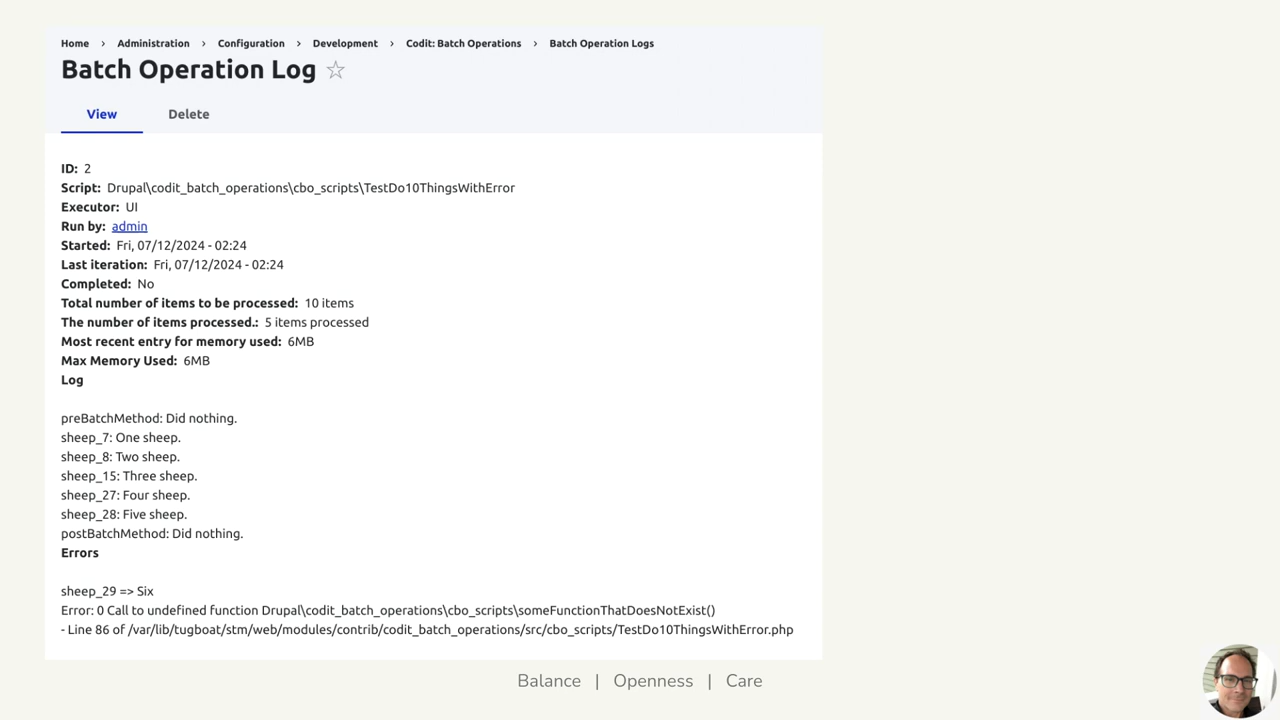 Home › Administration › Configuration › Development › Codit: Batch Operations › Batch Operation Logs
Batch Operation Log ☆
View Delete
ID: 2
Script: Drupal\codit_batch_operations\cbo_scripts\TestDo10ThingsWithError
Executor: UI
Run by: admin
Started: Fri, 07/12/2024 - 02:24
Last iteration: Fri, 07/12/2024 - 02:24
Completed: No
Total number of items to be processed: 10 items
The number of items processed.: 5 items processed
Most recent entry for memory used: 6MB
Max Memory Used: 6MB
Log
preBatchMethod: Did nothing.
sheep_7: One sheep.
sheep_8: Two sheep.
sheep_15: Three sheep.
sheep_27: Four sheep.
sheep_28: Five sheep.
postBatchMethod: Did nothing.
Errors
sheep_29 => Six
Error: 0 Call to undefined function Drupal\codit_batch_operations\cbo_scripts\someFunctionThatDoesNotExist()
- Line 86 of /var/lib/tugboat/stm/web/modules/contrib/codit_batch_operations/src/cbo_scripts/TestDo10ThingsWithError.php
Balance | Openness | Care